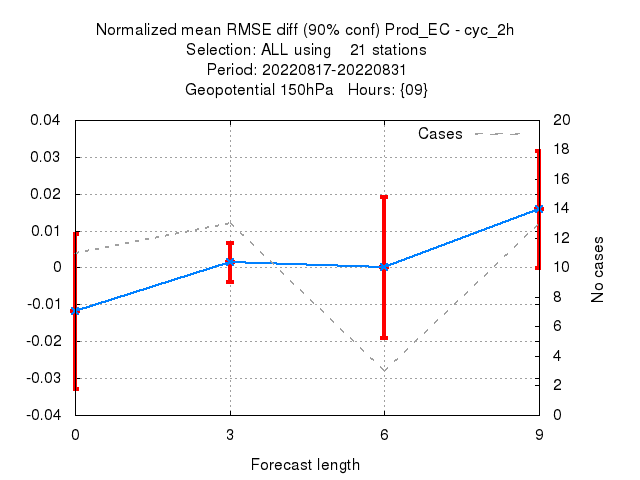 Normalized mean RMSE diff (90% conf) Prod_EC - cyc_2h
Selection: ALL using    21 stations
Period: 20220817-20220831
Geopotential 150hPa   Hours: {09}
Cases
0.04
0.03
0.02
0.01
0
-0.01
-0.02
-0.03
-0.04
20
18
16
14
12
10
8
6
4
2
0
No cases
0 3 6 9
Forecast length